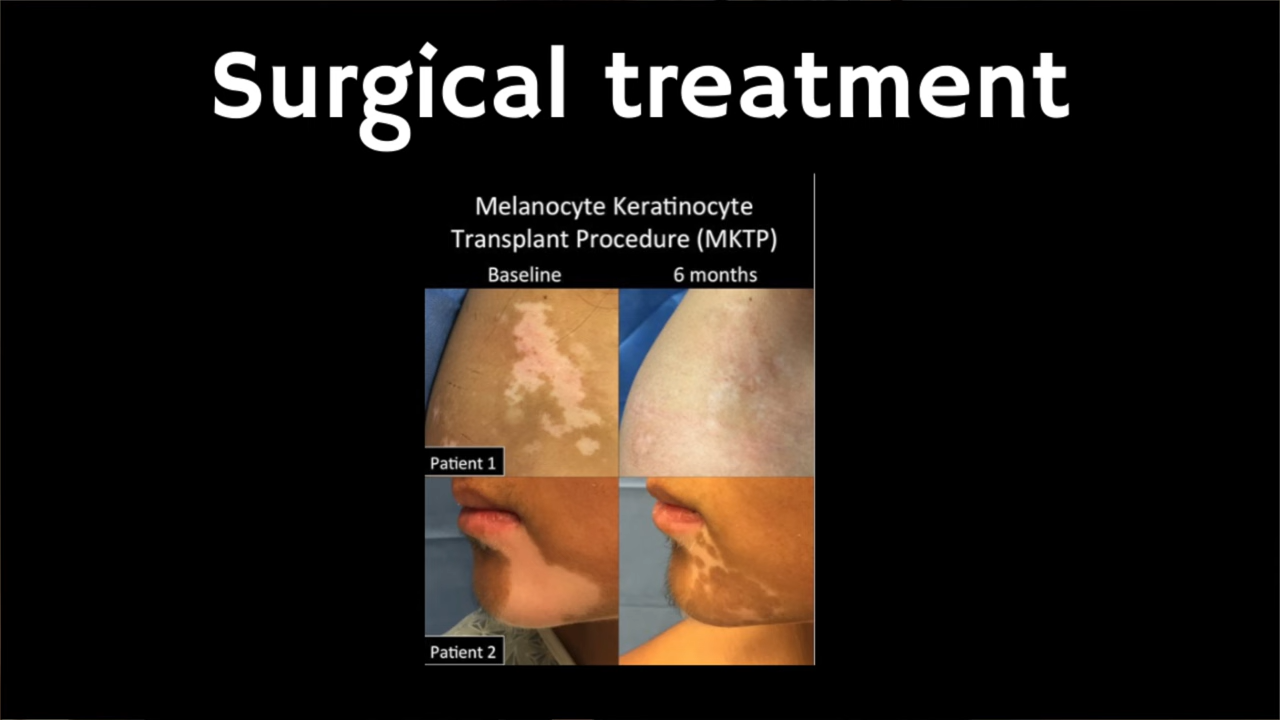 Surgical treatment
Melanocyte Keratinocyte
Transplant Procedure (MKTP)
Baseline
6 months
Patient 1
Patient 2